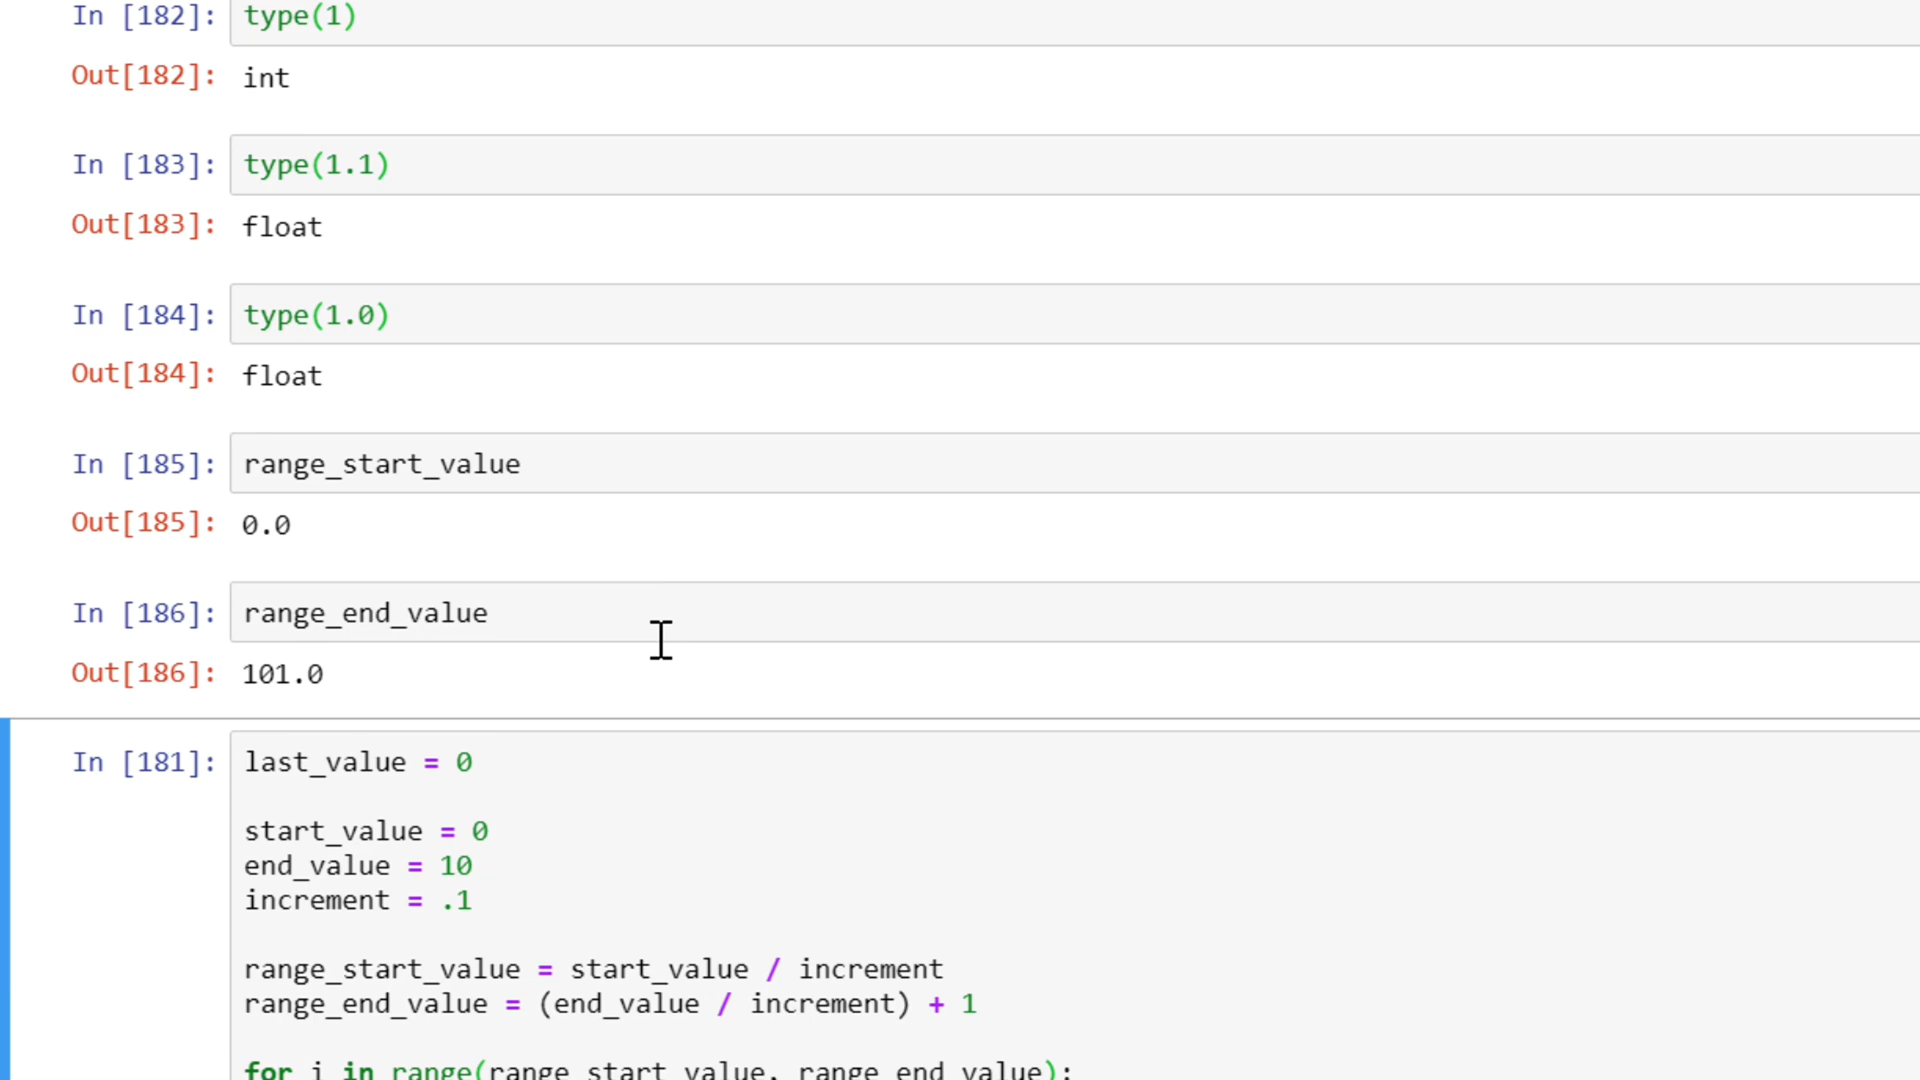 In [182]: type(1)
Out[182]: int
In [183]: type(1.1)
Out[183]: float
In [184]: type(1.0)
Out[184]: float
In [185]: range_start_value
Out[185]: 0.0
In [186]: range_end_value
Out[186]: 101.0
In [181]: last_value = 0
start_value = 0
end_value = 10
increment = .1
range_start_value = start_value / increment
range_end_value = (end_value / increment) + 1
for i in range(range_start_value, range_end_value):